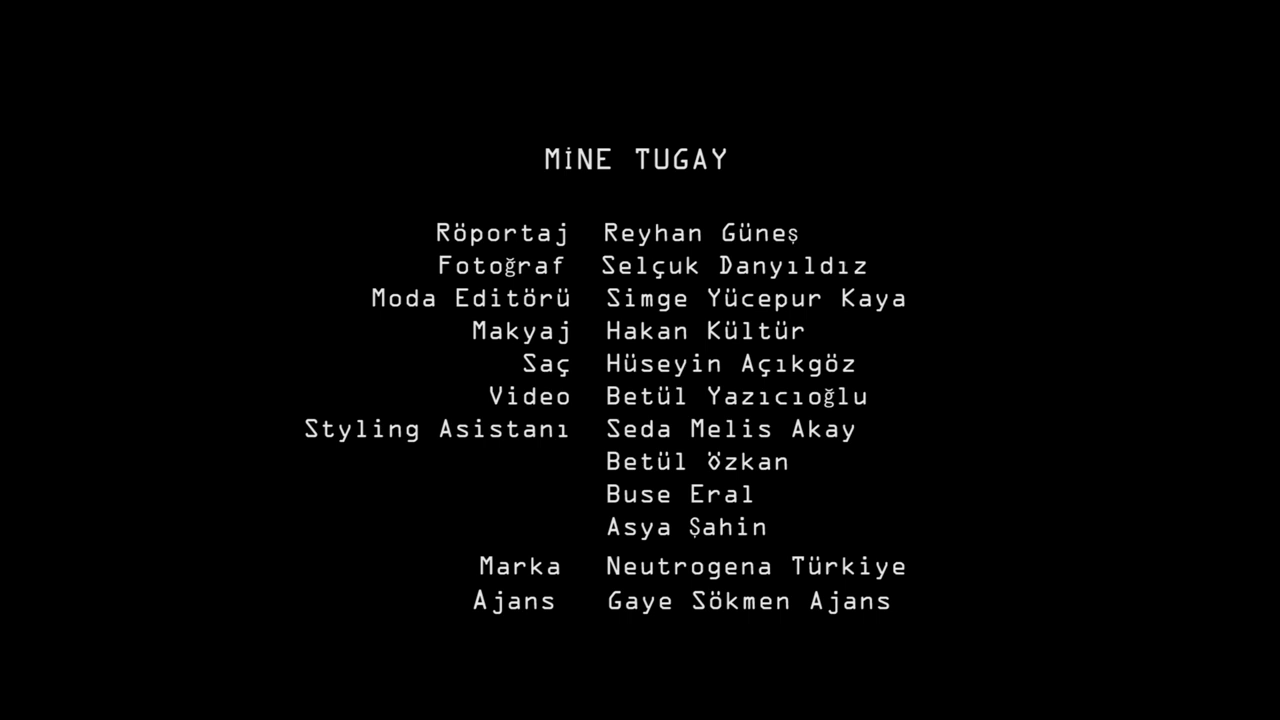 MİNE TUGAY
Röportaj Reyhan Güneş
Fotoğraf Selçuk Danyıldız
Moda Editörü Simge Yücepur Kaya
Makyaj Hakan Kültür
Saç Hüseyin Açıkgöz
Video Betül Yazıcıoğlu
Styling Asistanı Seda Melis Akay
Betül Özkan
Buse Eral
Asya Şahin
Marka Neutrogena Türkiye
Ajans Gaye Sökmen Ajans